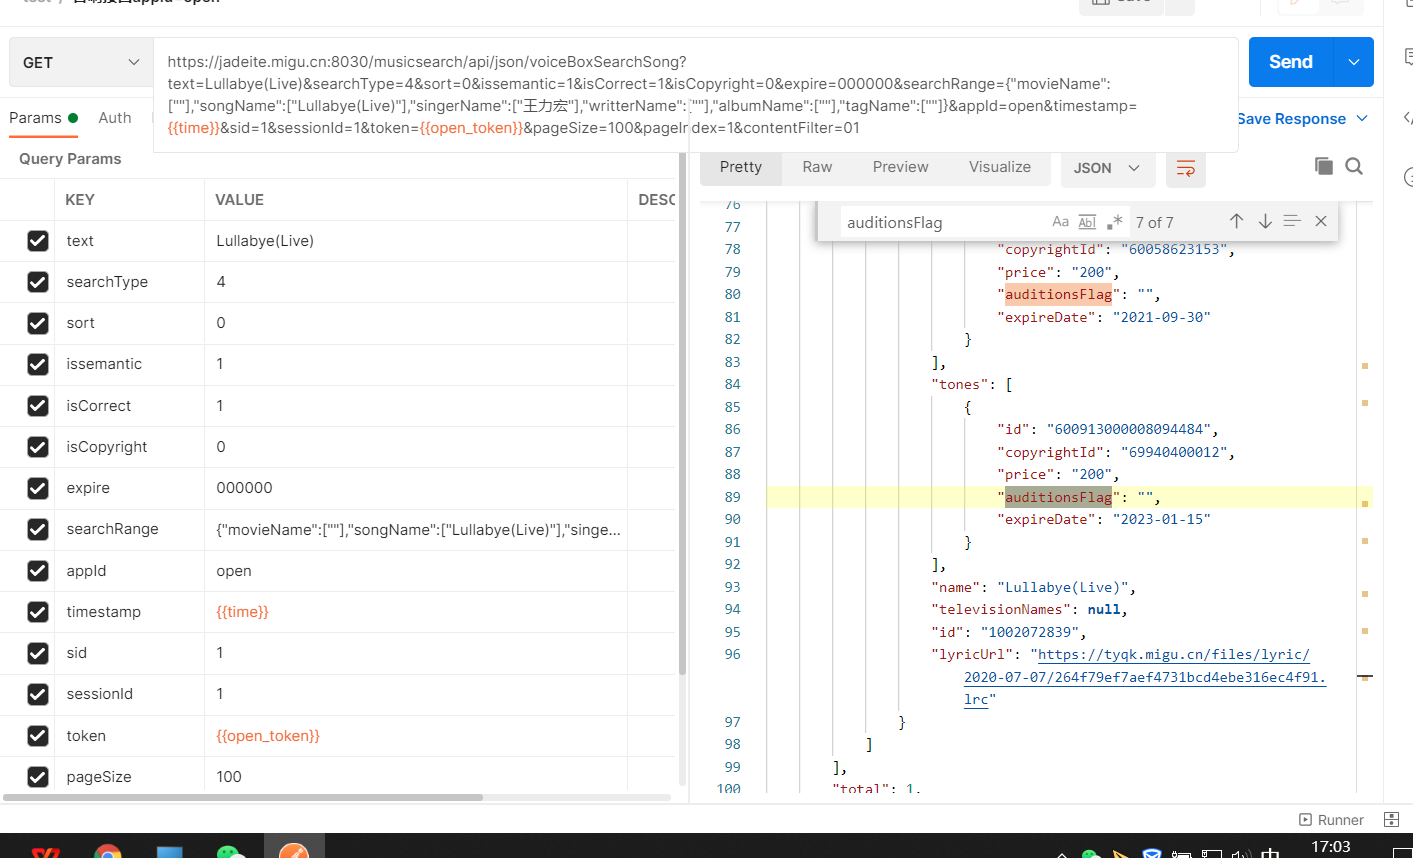 GET
https://jadeite.migu.cn:8030/musicsearch/api/json/voiceBoxSearchSong?
text=Lullabye(Live)&searchType=4&sort=0&issemantic=1&isCorrect=1&isCopyright=0&expire=000000&searchRange={"movieName":
[""],"songName":["Lullabye(Live)"],"singerName":["王力宏"],"writterName":[""],"albumName":[""],"tagName":[""]}&appId=open&timestamp=
{{time}}&sid=1&sessionId=1&token={{open_token}}&pageSize=100&pageIndex=1&contentFilter=01
Send
Params
Auth
Save Response
Query Params
Pretty
Raw
Preview
Visualize
JSON
KEY
VALUE
DESC
text
Lullabye(Live)
searchType
4
sort
0
issemantic
1
isCorrect
1
isCopyright
0
expire
000000
searchRange
{"movieName":[""],"songName":["Lullabye(Live)"],"singe...
appId
open
timestamp
{{time}}
sid
1
sessionId
1
token
{{open_token}}
pageSize
100
auditionsFlag
Aa
Abl
.*
7 of 7
76
77
78 "copyrightId": "60058623153",
79 "price": "200",
80 "auditionsFlag": "",
81 "expireDate": "2021-09-30"
82 }
83 ],
84 "tones": [
85 {
86 "id": "600913000008094484",
87 "copyrightId": "69940400012",
88 "price": "200",
89 "auditionsFlag": "",
90 "expireDate": "2023-01-15"
91 }
92 ],
93 "name": "Lullabye(Live)",
94 "televisionNames": null,
95 "id": "1002072839",
96 "lyricUrl": "https://tyqk.migu.cn/files/lyric/
2020-07-07/264f79ef7aef4731bcd4ebe316ec4f91.
lrc"
97 }
98 ]
99 ],
100 "total": 1,
Runner
中
17:03